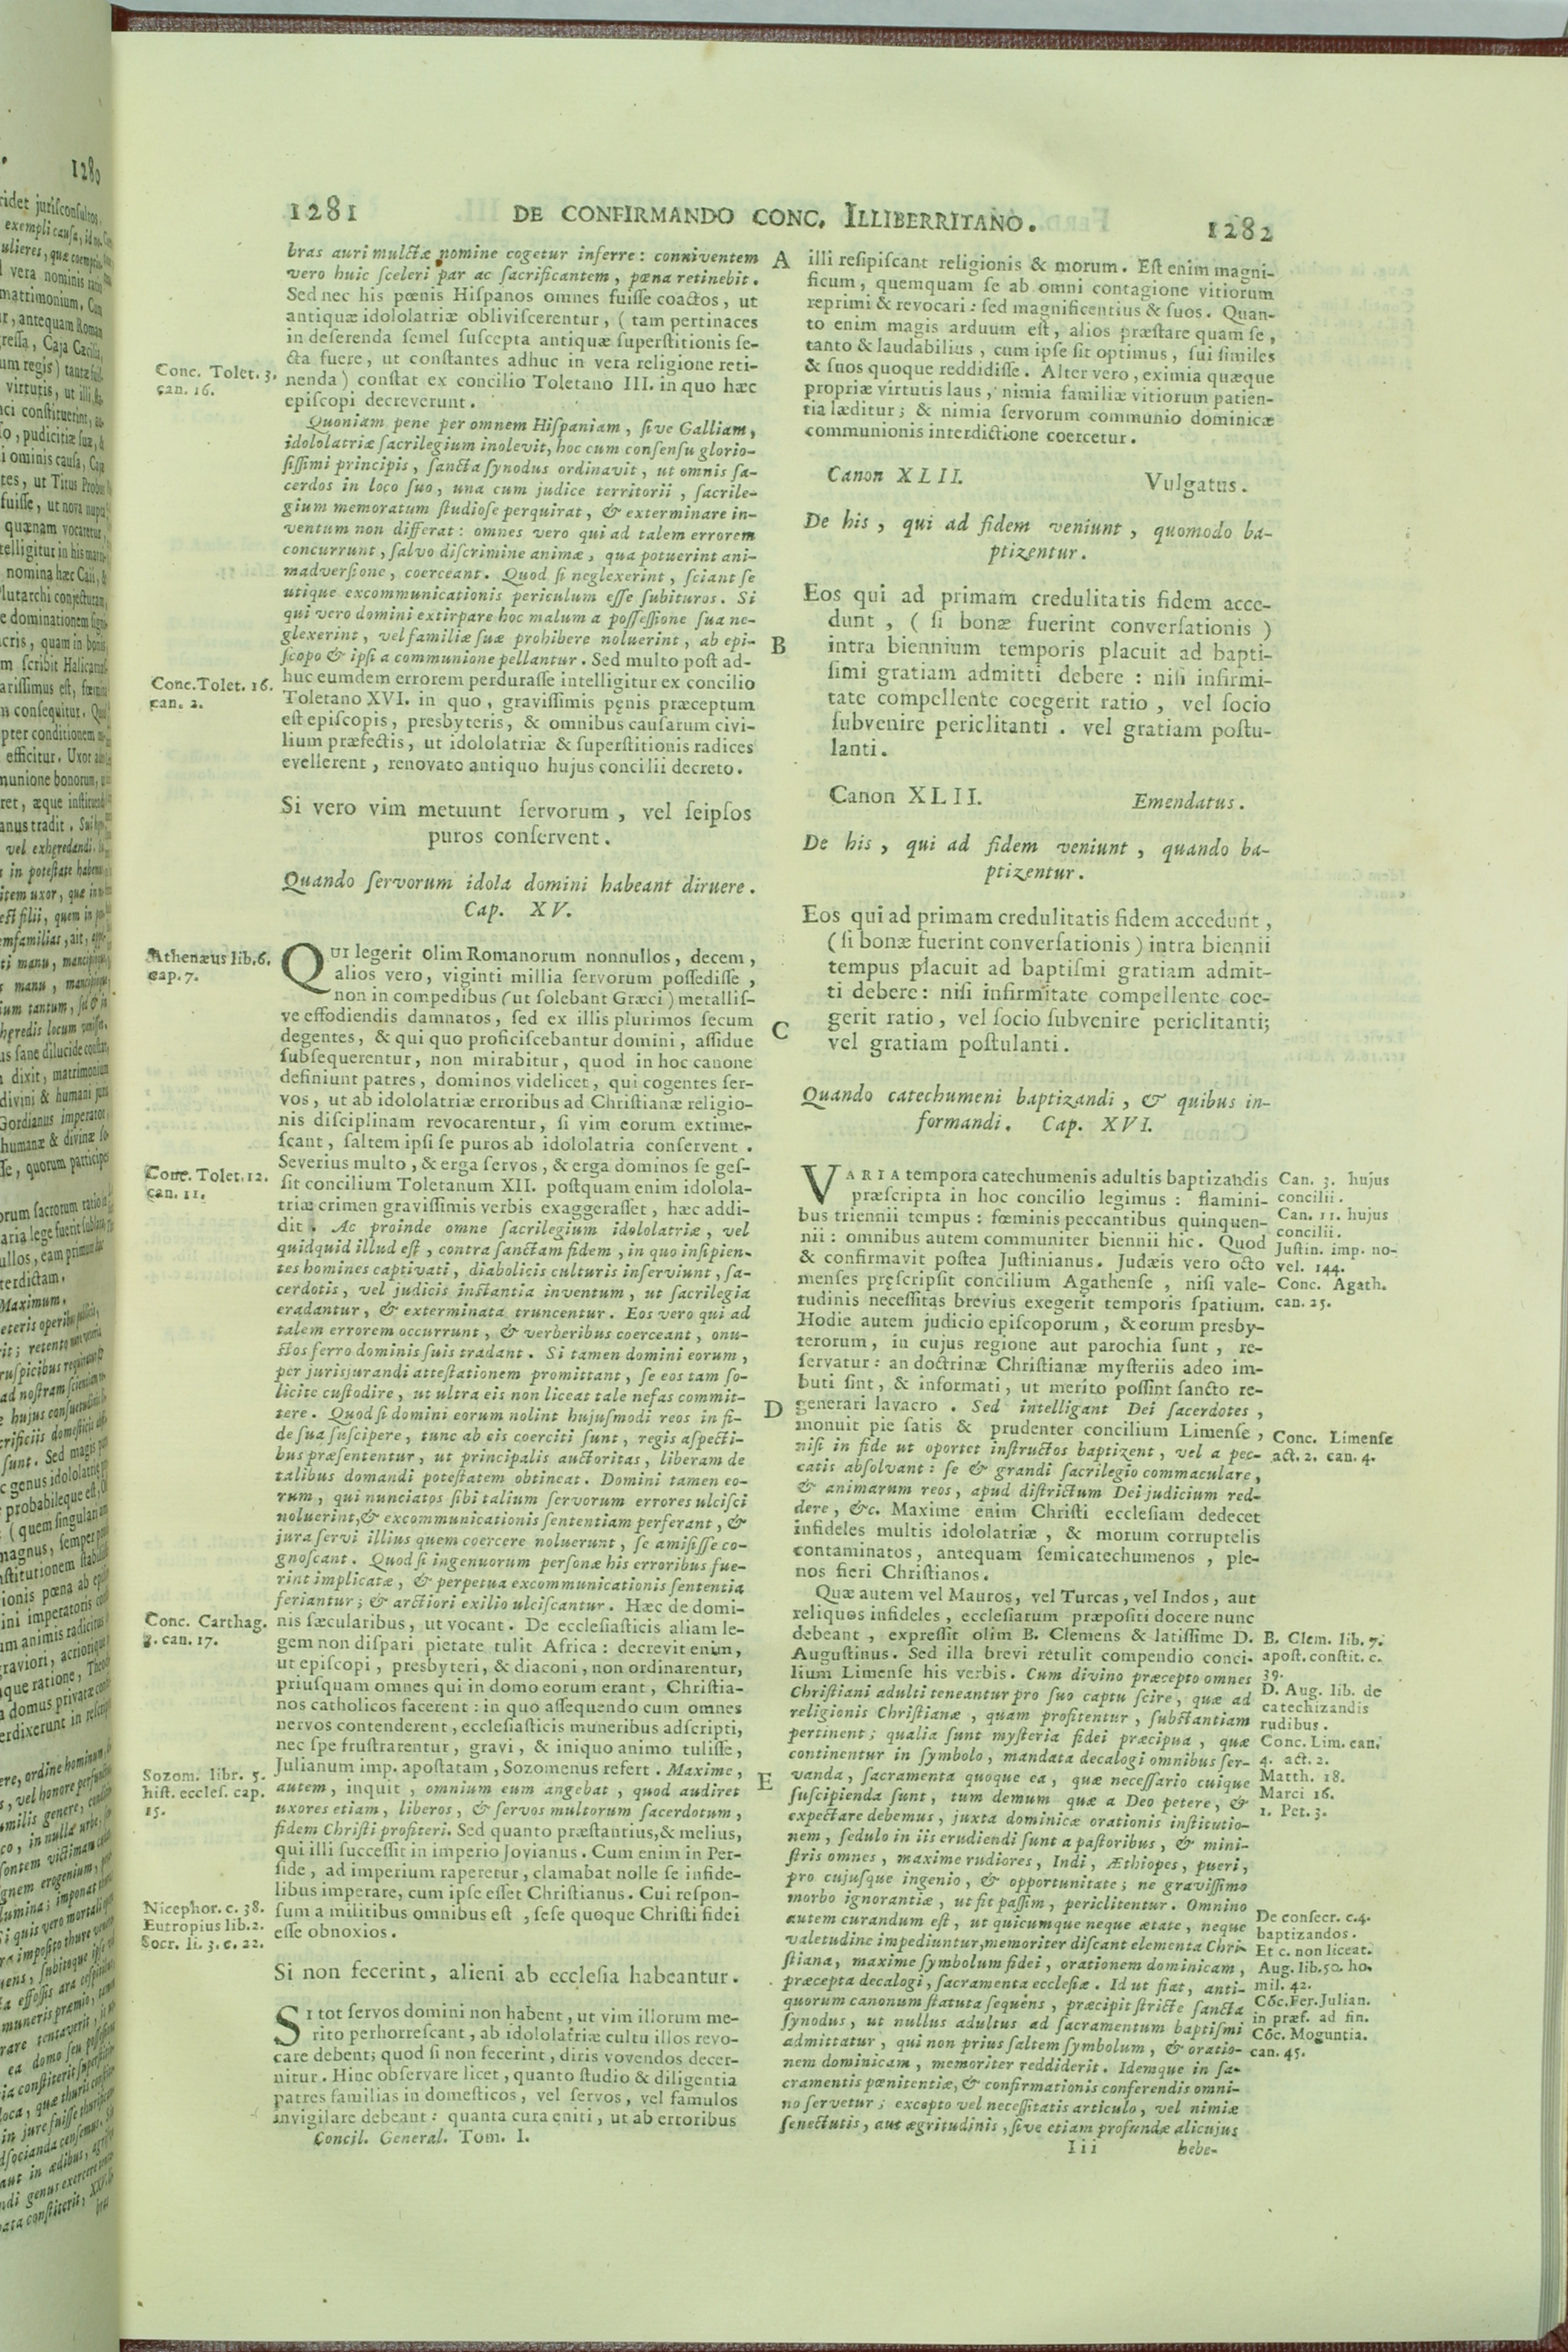 1281
DE CONFIRMANDO CONC. ILLIBERRITANO.
1282
bras auri mulctæ nomine cogetur inferre: conniventem
vero huic ſceleri par ac ſacrificantem, pœna retinebit.
Sed nec his pœnis Hiſpanos omnes fuiſſe coactos, ut
antiquæ idololatriæ obliviſcerentur, (tam pertinaces
in deferenda ſemel ſuſcepta antiquæ ſuperſtitionis ſe-
cta fuere, ut conſtantes adhuc in vera religione reti-
nenda) conſtat ex concilio Toletano III. in quo hæc
epiſcopi decreverunt.
Conc. Tolet. 3.
can. 16.
Quoniam pene per omnem Hiſpaniam, ſive Galliam,
idololatriæ ſacrilegium inolevit, hoc cum conſenſu glorio-
ſiſſimi principis, ſancta ſynodus ordinavit, ut omnis ſa-
cerdos in loco ſuo, una cum judice territorii, ſacrile-
gium memoratum ſtudioſe perquirat, & exterminare in-
ventum non differat: omnes vero qui ad talem errorem
concurrunt, ſalvo diſcrimine animæ, qua potuerint ani-
madverſione, coerceant. Quod ſi neglexerint, ſciant ſe
utique excommunicationis periculum eſſe ſubituros. Si
qui vero domini extirpare hoc malum a poſſeſſione ſua ne-
glexerint, vel familiæ ſuæ prohibere noluerint, ab epi-
ſcopo & ipſi a communione pellantur. Sed multo poſt ad-
huc eumdem errorem perduraſſe intelligitur ex concilio
Toletano XVI. in quo, graviſſimis pęnis præceptum
eſt epiſcopis, presbyteris, & omnibus cauſarum civi-
lium præfectis, ut idololatriæ & ſuperſtitionis radices
evellerent, renovato antiquo hujus concilii decreto.
Conc. Tolet. 16.
can. 2.
Si vero vim metuunt ſervorum, vel ſeipſos
puros conſervent.
Quando ſervorum idola domini habeant diruere.
Cap. XV.
Athenæus lib. 6.
cap. 7.
QUI legerit olim Romanorum nonnullos, decem,
alios vero, viginti millia ſervorum poſſediſſe,
non in compedibus (ut ſolebant Græci) metalliſ-
ve effodiendis damnatos, ſed ex illis plurimos ſecum
degentes, & qui quo proficiſcebantur domini, aſſidue
ſubſequerentur, non mirabitur, quod in hoc canone
definiunt patres, dominos videlicet, qui cogentes ſer-
vos, ut ab idololatriæ erroribus ad Chriſtianæ religio-
nis diſciplinam revocarentur, ſi vim eorum extimeſ-
ſcant, ſaltem ipſi ſe puros ab idololatria conſervent.
Severius multo, & erga ſervos, & erga dominos ſe geſ-
ſit concilium Toletanum XII. poſtquam enim idolola-
triæ crimen graviſſimis verbis exaggeraſſet, hæc addi-
dit. Ac proinde omne ſacrilegium idololatriæ, vel
quidquid illud eſt, contra ſanctam fidem, in quo inſipien-
tes homines captivati, diabolicis culturis inſerviunt, ſa-
cerdotis, vel judicis inſtantia inventum, ut ſacrilegia
eradantur, & exterminata truncentur. Eos vero qui ad
talem errorem occurrunt, & verberibus coerceant, onu-
ſtos ferro dominis ſuis tradant. Si tamen domini eorum,
per jurisjurandi atteſtationem promittant, ſe eos tam ſo-
licite cuſtodire, ut ultra eis non liceat tale nefas commit-
tere. Quod ſi domini eorum nolint hujuſmodi reos in fi-
de ſua ſuſcipere, tunc ab eis coerciti ſunt, regis aſpecti-
bus præſententur, ut principalis auctoritas, liberam de
talibus domandi poteſtatem obtineat. Domini tamen eo-
rum, qui nunciatos ſibi talium ſervorum errores ulciſci
noluerint, & excommunicationis ſententiam perferant, &
jura ſervi illius quem coercere noluerunt, ſe amiſiſſe co-
gnoſcant. Quod ſi ingenuorum perſonæ his erroribus fue-
rint implicatæ, & perpetua excommunicationis ſententia
feriantur; & arctiori exilio ulciſcantur. Hæc de domi-
nis ſæcularibus, ut vocant. De eccleſiaſticis aliam le-
gem non diſpari pietate tulit Africa: decrevit enim,
ut epiſcopi, presbyteri, & diaconi, non ordinarentur,
priuſquam omnes qui in domo eorum erant, Chriſtia-
nos catholicos facerent: in quo aſſequendo cum omnes
nervos contenderent, eccleſiaſticis muneribus adſcripti,
nec ſpe fruſtrarentur, gravi, & iniquo animo tuliſſe,
Julianum imp. apoſtatam, Sozomenus refert. Maxime,
autem, inquit, omnium eum angebat, quod audiret
uxores etiam, liberos, & ſervos multorum ſacerdotum,
fidem Chriſti profiteri. Sed quanto præſtantius, & melius,
qui illi ſucceſſit in imperio Jovianus. Cum enim in Per-
ſide, ad imperium raperetur, clamabat nolle ſe infide-
libus imperare, cum ipſe eſſet Chriſtianus. Cui reſpon-
ſum a militibus omnibus eſt, ſeſe quoque Chriſti fidei
eſſe obnoxios.
Conc. Tolet. 12.
can. 11.
Conc. Carthag.
3. can. 17.
Sozom. libr. 5.
hiſt. eccleſ. cap.
15.
Nicephor. c. 38.
Eutropius lib. 2.
Socr. li. 3. c. 22.
Si non fecerint, alieni ab eccleſia habeantur.
SI tot ſervos domini non habent, ut vim illorum me-
rito perhorreſcant, ab idololatriæ cultu illos revo-
care debent; quod ſi non fecerint, diris vovendos decer-
nitur. Hinc obſervare licet, quanto ſtudio & diligentia
patres familias in domeſticos, vel ſervos, vel famulos
invigilare debeant: quanta cura eniti, ut ab erroribus
Concil. General. Tom. I.
A
B
C
D
E
illi reſipiſcant religionis & morum. Eſt enim magni-
ficum, quemquam ſe ab omni contagione vitiorum
reprimi & revocari: ſed magnificentius & ſuos. Quan-
to enim magis arduum eſt, alios præſtare quam ſe,
tanto & laudabilius, cum ipſe ſit optimus, ſui ſimiles
& ſuos quoque reddidiſſe. Alter vero, eximia quæque
propriæ virtutis laus, nimia familiæ vitiorum patien-
tia læditur; & nimia ſervorum communio dominicæ
communionis interdictione coercetur.
Canon XLII. Vulgatus.
De his, qui ad fidem veniunt, quomodo ba-
ptizentur.
Eos qui ad primam credulitatis fidem acce-
dunt, (ſi bonæ fuerint converſationis)
intra biennium temporis placuit ad bapti-
ſimi gratiam admitti debere: niſi infirmi-
tate compellente coegerit ratio, vel ſocio
ſubvenire periclitanti. vel gratiam poſtu-
lanti.
Canon XLII. Emendatus.
De his, qui ad fidem veniunt, quando ba-
ptizentur.
Eos qui ad primam credulitatis fidem accedunt,
(ſi bonæ fuerint converſationis) intra biennii
tempus placuit ad baptiſmi gratiam admit-
ti debere: niſi infirmitate compellente coe-
gerit ratio, vel ſocio ſubvenire periclitanti;
vel gratiam poſtulanti.
Quando catechumeni baptizandi, & quibus in-
formandi. Cap. XVI.
VARIA tempora catechumenis adultis baptizandis
præſcripta in hoc concilio legimus: flamini-
bus triennii tempus: fœminis peccantibus quinquen-
nii: omnibus autem communiter biennii hic. Quod
& confirmavit poſtea Juſtinianus. Judæis vero octo
menſes pręſcripſit concilium Agathenſe, niſi vale-
tudinis neceſſitas brevius exegerit temporis ſpatium.
Hodie autem judicio epiſcoporum, & eorum presby-
terorum, in cujus regione aut parochia ſunt, re-
ſervatur: an doctrinæ Chriſtianæ myſteriis adeo im-
buti ſint, & informati, ut merito poſſint ſancto re-
generari lavacro. Sed intelligant Dei ſacerdotes,
monuit pie ſatis & prudenter concilium Limenſe,
niſi in fide ut oportet inſtructos baptizent, vel a pec-
catis abſolvant: ſe & grandi ſacrilegio commaculare,
& animarum reos, apud diſtrictum Dei judicium red-
dere, &c. Maxime enim Chriſti eccleſiam dedecet
infideles multis idololatriæ, & morum corruptelis
contaminatos, antequam ſemicatechumenos, ple-
nos fieri Chriſtianos.
Quæ autem vel Mauros, vel Turcas, vel Indos, aut
reliquos infideles, eccleſiarum præpoſiti docere nunc
debeant, expreſſit olim B. Clemens & latiſſime D.
Auguſtinus. Sed illa brevi retulit compendio conci-
lium Limenſe his verbis. Cum divino præcepto omnes
Chriſtiani adulti teneantur pro ſuo captu ſcire, quæ ad
religionis Chriſtianæ, quam profitentur, ſubſtantiam
pertinent; qualia ſunt myſteria fidei præcipua, quæ
continentur in ſymbolo, mandata decalogi omnibus ſer-
vanda, ſacramenta quoque ea, quæ neceſſario cuique
ſuſcipienda ſunt, tum demum quæ a Deo petere, &
expectare debemus, juxta dominicæ orationis inſtitutio-
nem, ſedulo in iis erudiendi ſunt a paſtoribus, & mini-
ſtris omnes, maxime rudiores, Indi, Æthiopes, pueri,
pro cujuſque ingenio, & opportunitate; ne graviſſimo
morbo ignorantiæ, ut fit paſſim, periclitentur. Omnino
autem curandum eſt, ut quicumque neque ætate, neque
valetudine impediuntur, memoriter diſcant elementa Chri-
ſtiana, maxime ſymbolum fidei, orationem dominicam,
præcepta decalogi, ſacramenta eccleſiæ. Id ut fiat, anti-
quorum canonum ſtatuta ſequens, præcipit ſtricte ſancta
ſynodus, ut nullus adultus ad ſacramentum baptiſmi
admittatur, qui non prius ſaltem ſymbolum, & oratio-
nem dominicam, memoriter reddiderit. Idemque in ſa-
cramentis pœnitentiæ, & confirmationis conferendis omni-
no ſervetur; excepto vel neceſſitatis articulo, vel nimiæ
ſenectutis, aut ægritudinis, ſive etiam profundæ alicujus
Iii hebe-
Can. 3. hujus
concilii.
Can. 11. hujus
concilii.
Juſtin. imp. no-
vel. 144.
Conc. Agath.
can. 25.
Conc. Limenſe
act. 2. can. 4.
B. Clem. lib. 7.
apoſt. conſtit. c.
39.
D. Aug. lib. de
catechizandis
rudibus.
Conc. Lim. can.
4. act. 2.
Matth. 18.
Marci 16.
1. Pet. 3.
De conſecr. c. 4.
baptizandos.
Et c. non liceat.
Aug. lib. 50. ho.
mil. 42.
Cōc. Fer. Julian.
in præf. ad fin.
Cōc. Moguntia.
can. 45.